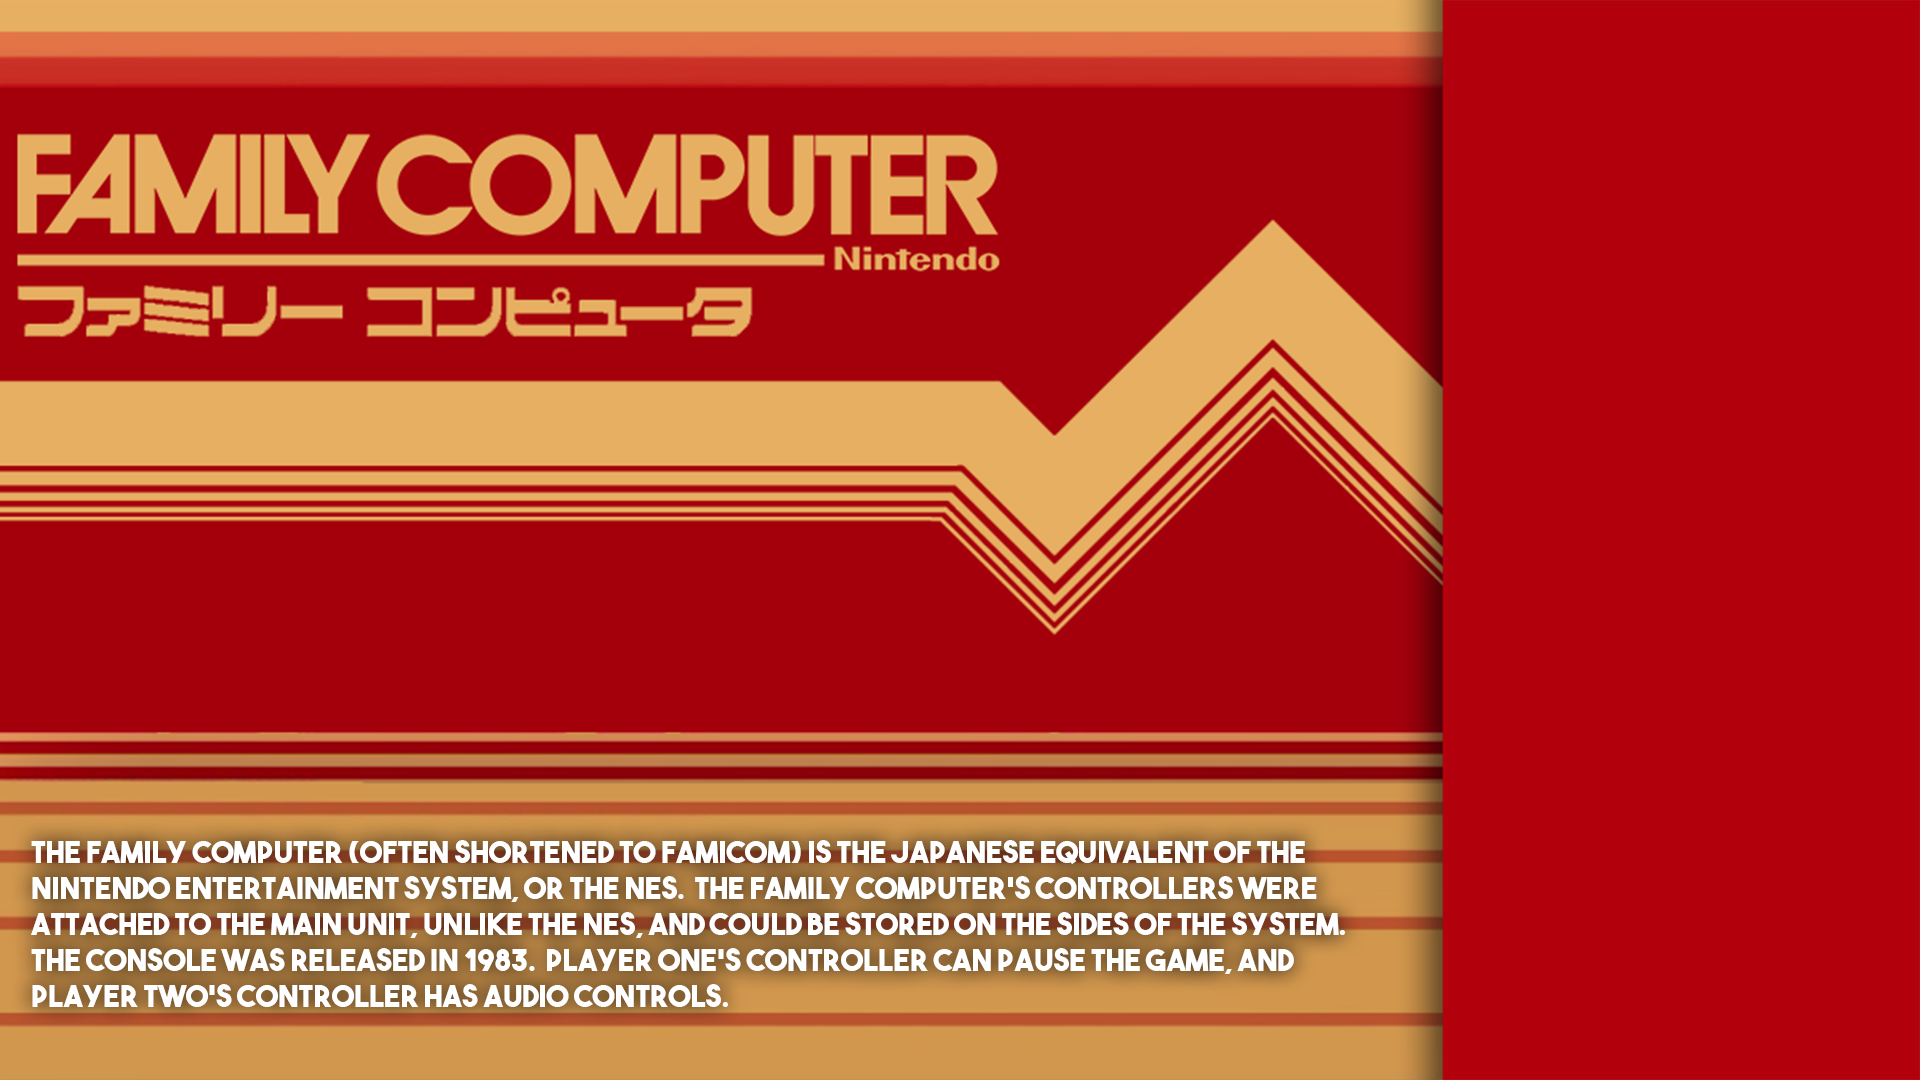 FAMILY COMPUTER
Nintendo
ファミリー コンピュータ
THE FAMILY COMPUTER (OFTEN SHORTENED TO FAMICOM) IS THE JAPANESE EQUIVALENT OF THE
NINTENDO ENTERTAINMENT SYSTEM, OR THE NES. THE FAMILY COMPUTER'S CONTROLLERS WERE
ATTACHED TO THE MAIN UNIT, UNLIKE THE NES, AND COULD BE STORED ON THE SIDES OF THE SYSTEM.
THE CONSOLE WAS RELEASED IN 1983. PLAYER ONE'S CONTROLLER CAN PAUSE THE GAME, AND
PLAYER TWO'S CONTROLLER HAS AUDIO CONTROLS.